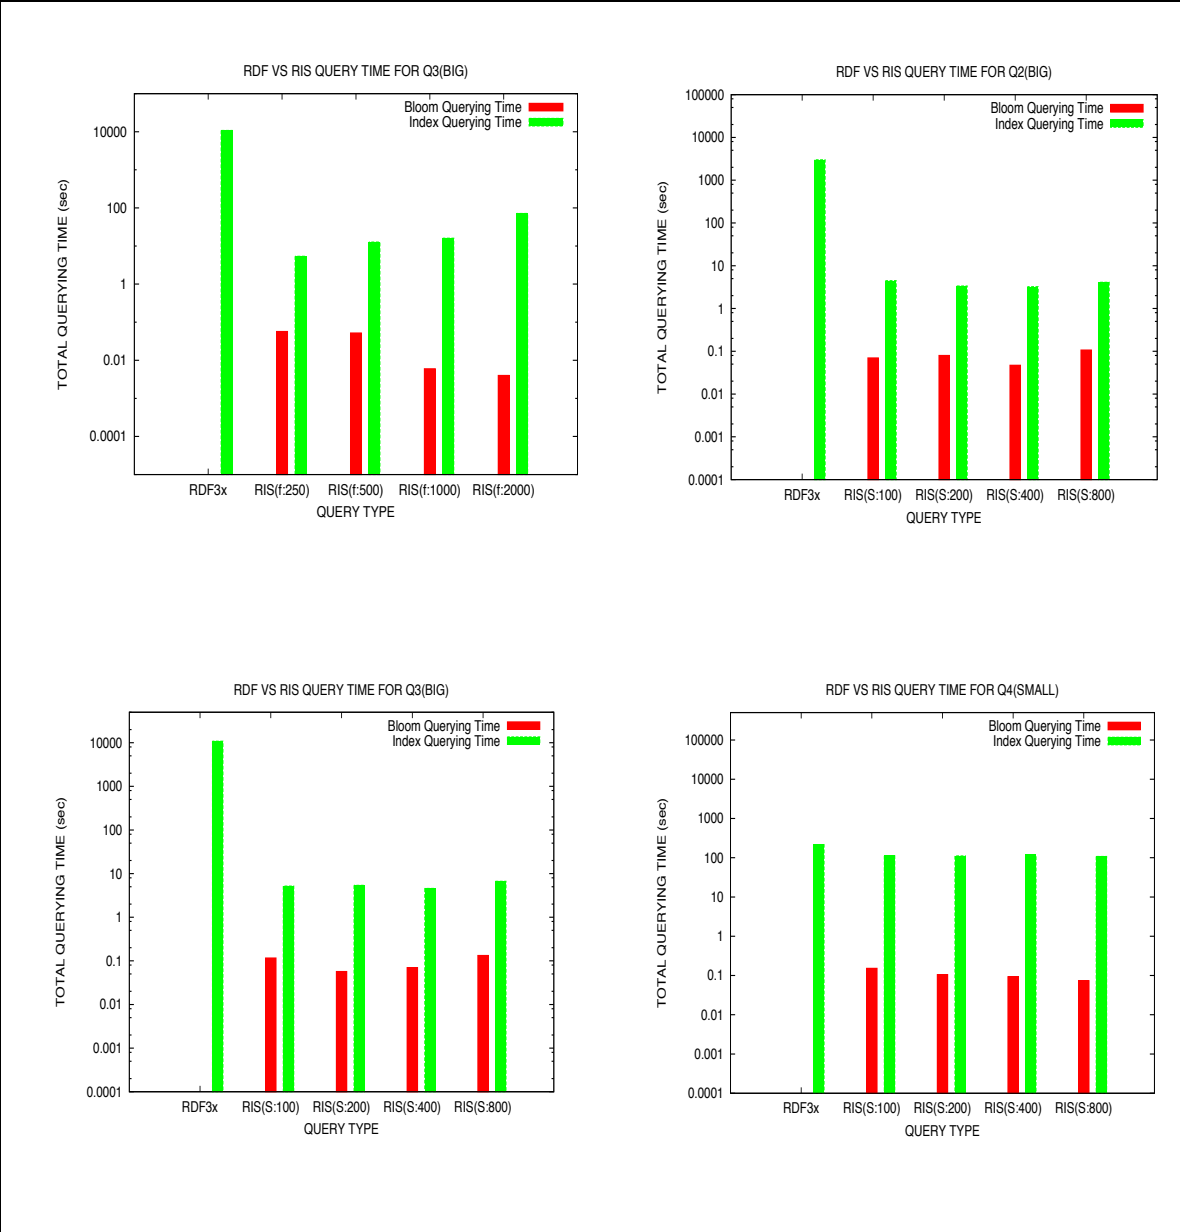 RDF VS RIS QUERY TIME FOR Q3(BIG)
Bloom Querying Time
Index Querying Time
TOTAL QUERYING TIME (sec)
10000
100
1
0.01
0.0001
RDF3x RIS(f:250) RIS(f:500) RIS(f:1000) RIS(f:2000)
QUERY TYPE
RDF VS RIS QUERY TIME FOR Q2(BIG)
Bloom Querying Time
Index Querying Time
TOTAL QUERYING TIME (sec)
100000
10000
1000
100
10
1
0.1
0.01
0.001
0.0001
RDF3x RIS(S:100) RIS(S:200) RIS(S:400) RIS(S:800)
QUERY TYPE
RDF VS RIS QUERY TIME FOR Q3(BIG)
Bloom Querying Time
Index Querying Time
TOTAL QUERYING TIME (sec)
10000
1000
100
10
1
0.1
0.01
0.001
0.0001
RDF3x RIS(S:100) RIS(S:200) RIS(S:400) RIS(S:800)
QUERY TYPE
RDF VS RIS QUERY TIME FOR Q4(SMALL)
Bloom Querying Time
Index Querying Time
TOTAL QUERYING TIME (sec)
100000
10000
1000
100
10
1
0.1
0.01
0.001
0.0001
RDF3x RIS(S:100) RIS(S:200) RIS(S:400) RIS(S:800)
QUERY TYPE